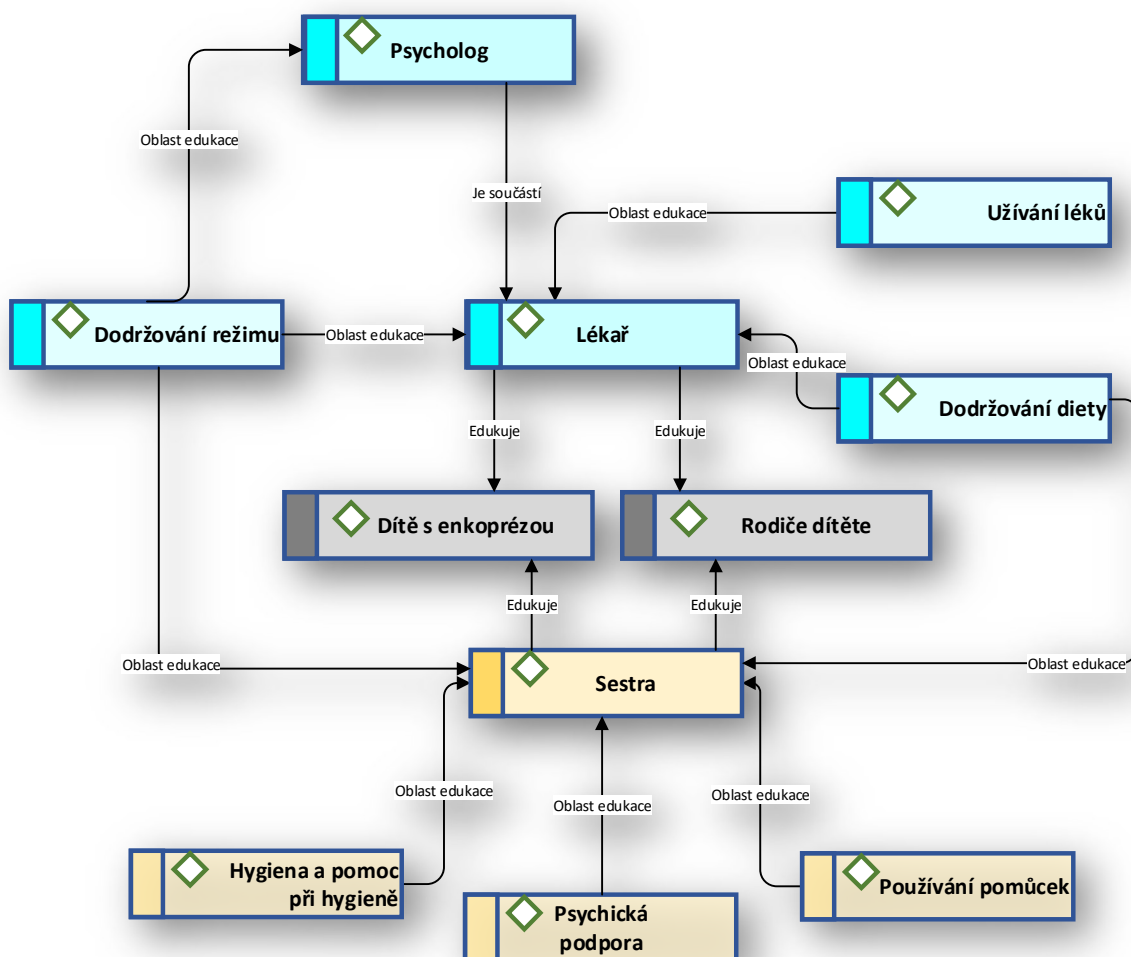 Psycholog
Oblast edukace
Je součástí
Oblast edukace
Užívání léků
Dodržování režimu
Oblast edukace
Lékař
Oblast edukace
Dodržování diety
Edukuje
Edukuje
Dítě s enkoprézou
Rodiče dítěte
Edukuje
Edukuje
Oblast edukace
Sestra
Oblast edukace
Oblast edukace
Oblast edukace
Oblast edukace
Hygiena a pomoc
při hygieně
Psychická
podpora
Používání pomůcek